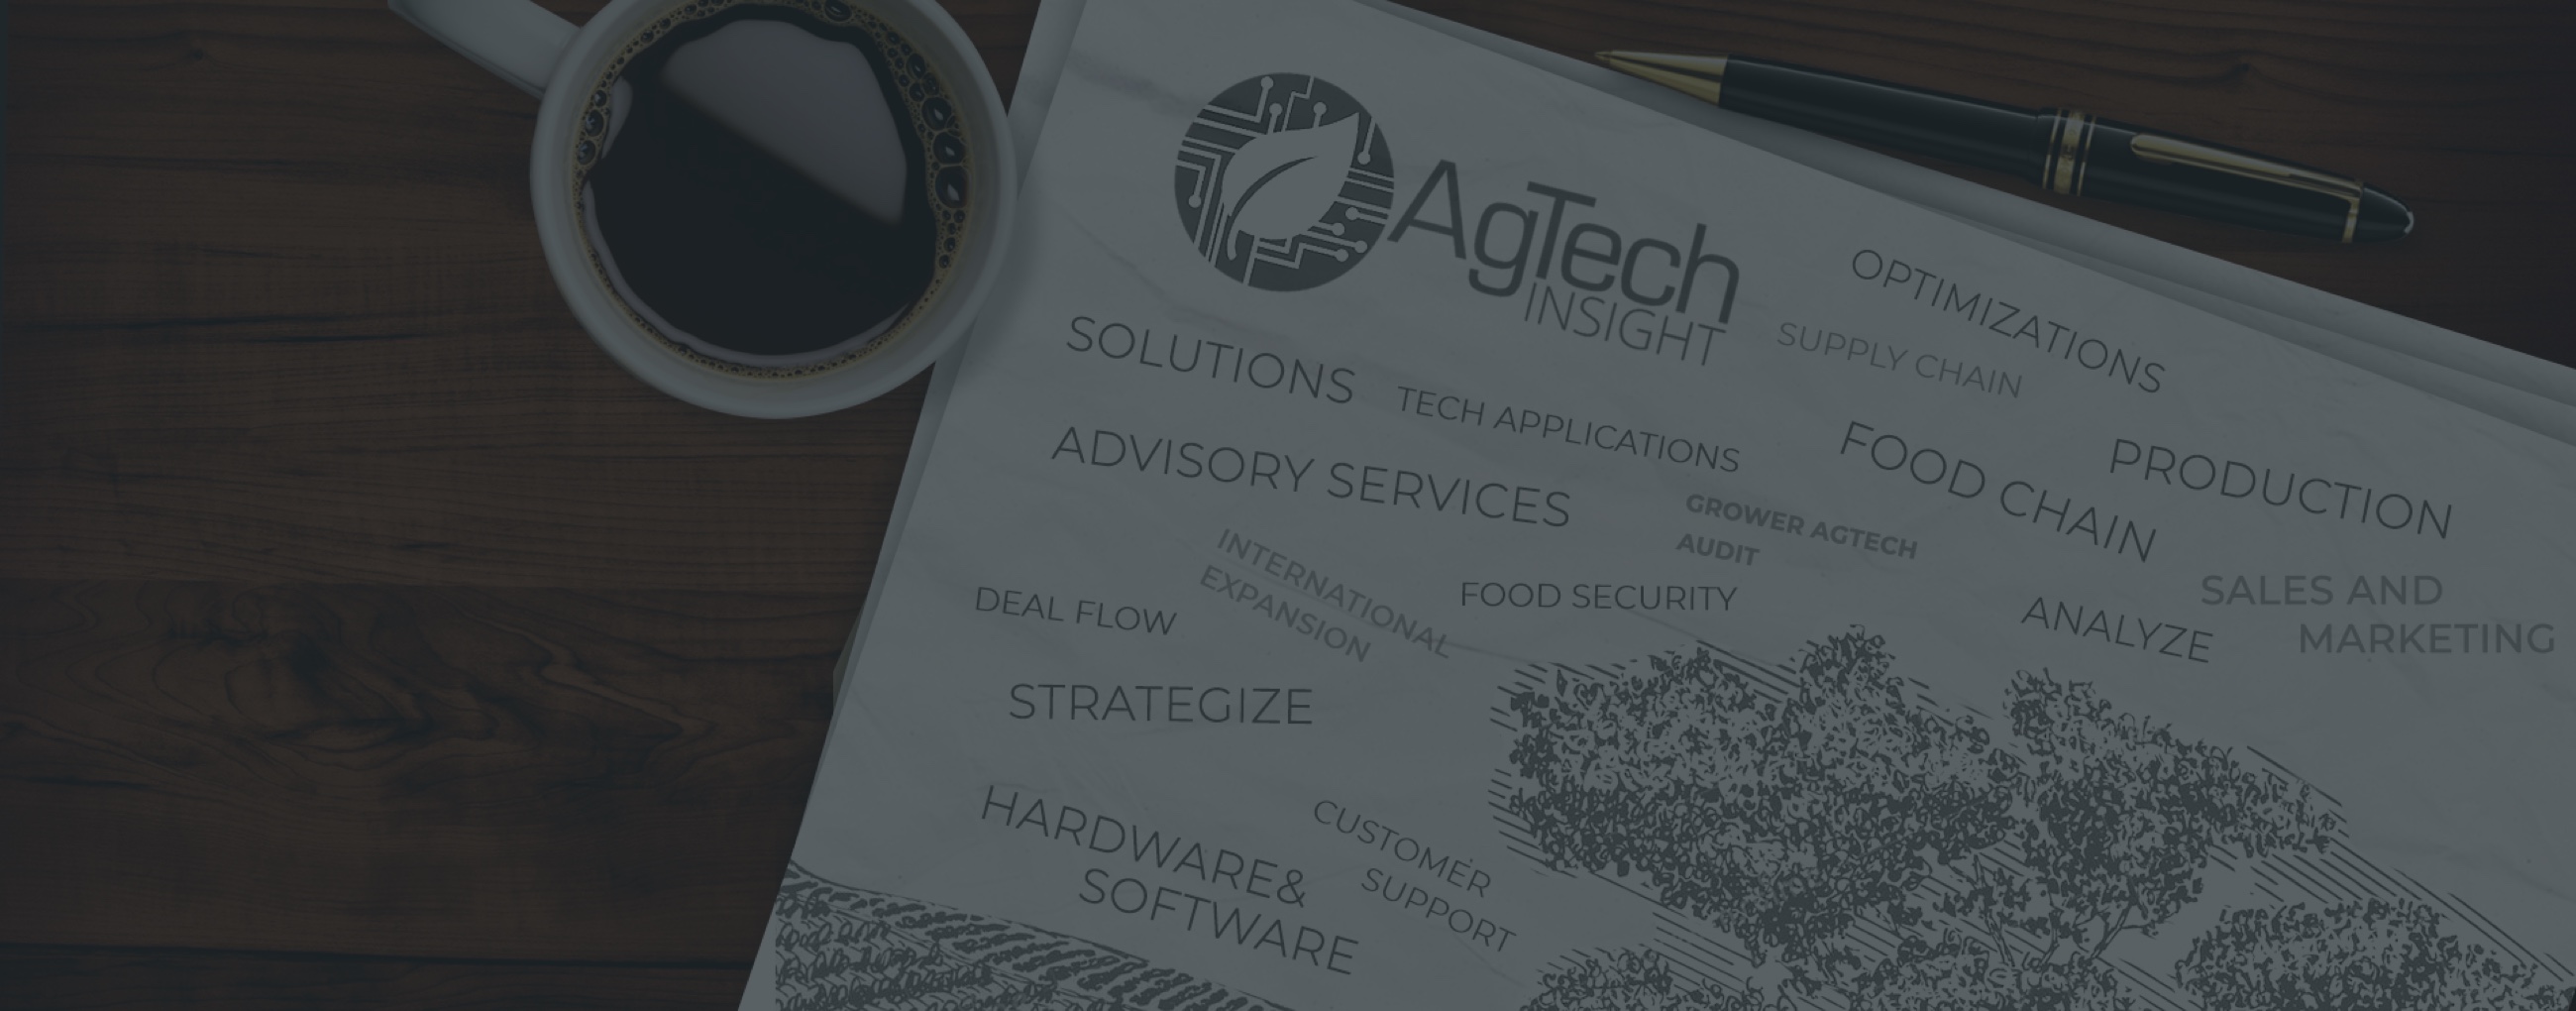 AgTech
INSIGHT
OPTIMIZATIONS
SUPPLY CHAIN
SOLUTIONS
TECH APPLICATIONS
FOOD CHAIN
PRODUCTION
ADVISORY SERVICES
GROWER AGTECH
AUDIT
INTERNATIONAL
EXPANSION
FOOD SECURITY
DEAL FLOW
ANALYZE
SALES AND
MARKETING
STRATEGIZE
HARDWARE&
SOFTWARE
CUSTOMER
SUPPORT